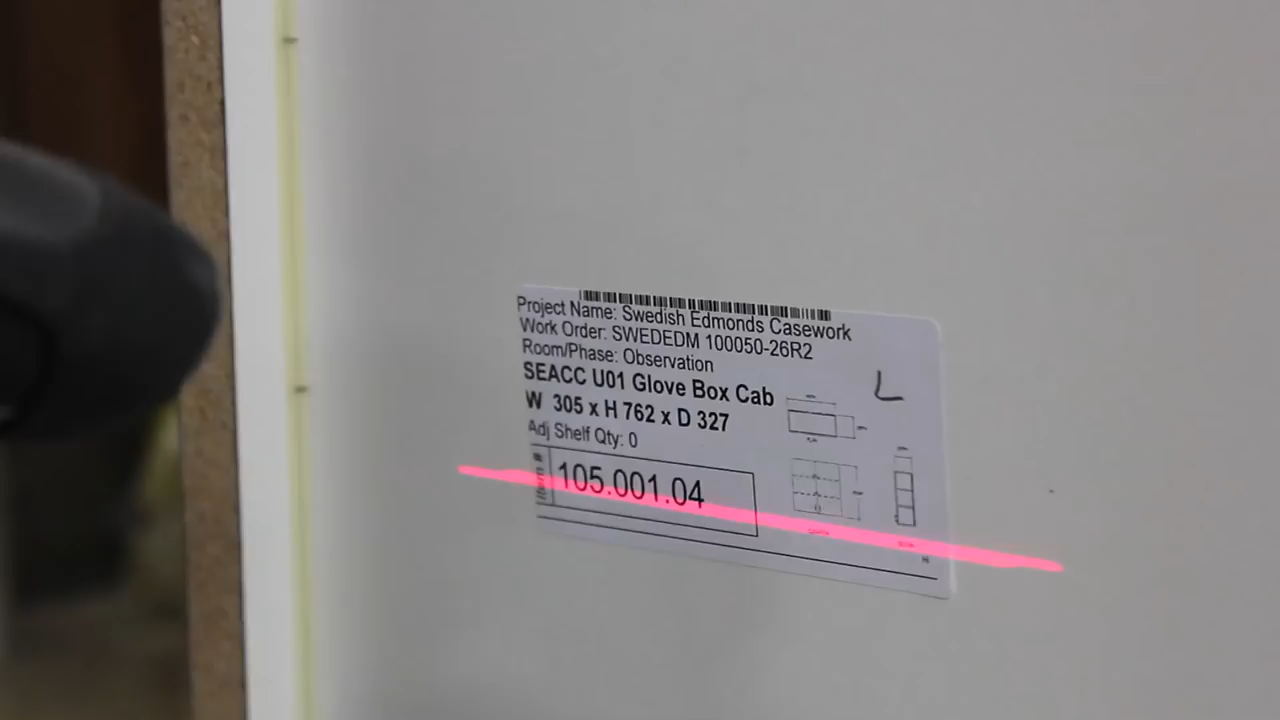 Project Name: Swedish Edmonds Casework
Work Order: SWEDEDM 100050-26R2
Room/Phase: Observation
SEACC U01 Glove Box Cab
W 305 x H 762 x D 327
Adj Shelf Qty: 0
L
Item #
105.001.04